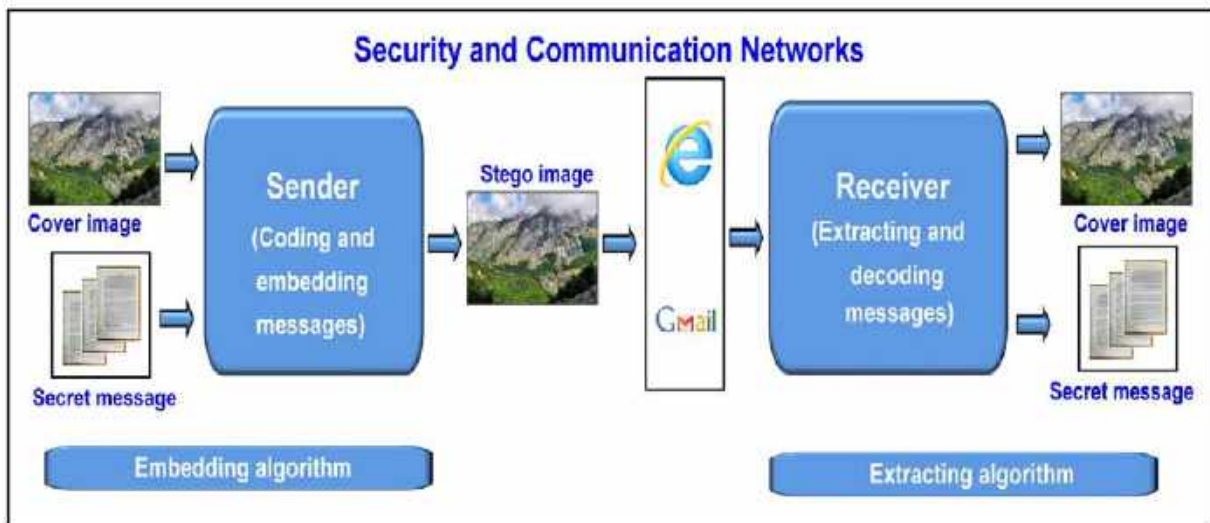 Security and Communication Networks
Cover image
Secret message
Sender
(Coding and
embedding
messages)
Stego image
Gmail
Receiver
(Extracting and
decoding
messages)
Cover image
Secret message
Embedding algorithm
Extracting algorithm